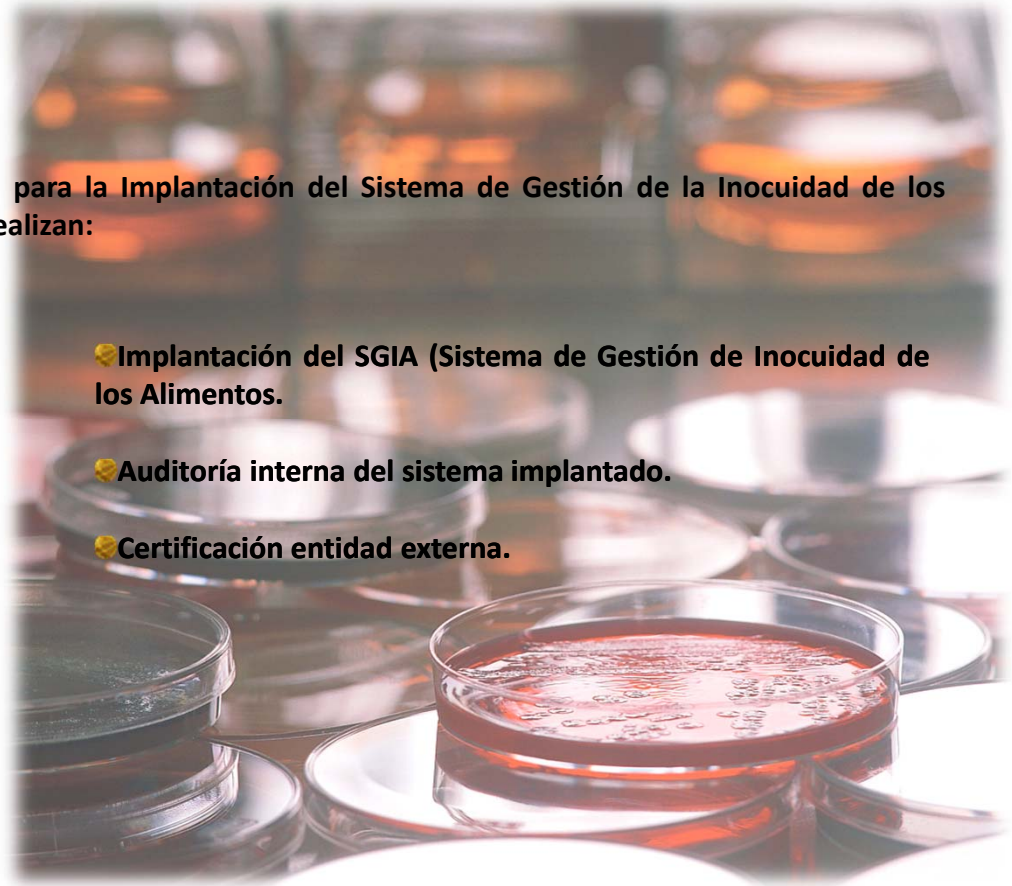 para la Implantación del Sistema de Gestión de la Inocuidad de los
ealizan:
Implantación del SGIA (Sistema de Gestión de Inocuidad de
los Alimentos.
Auditoría interna del sistema implantado.
Certificación entidad externa.